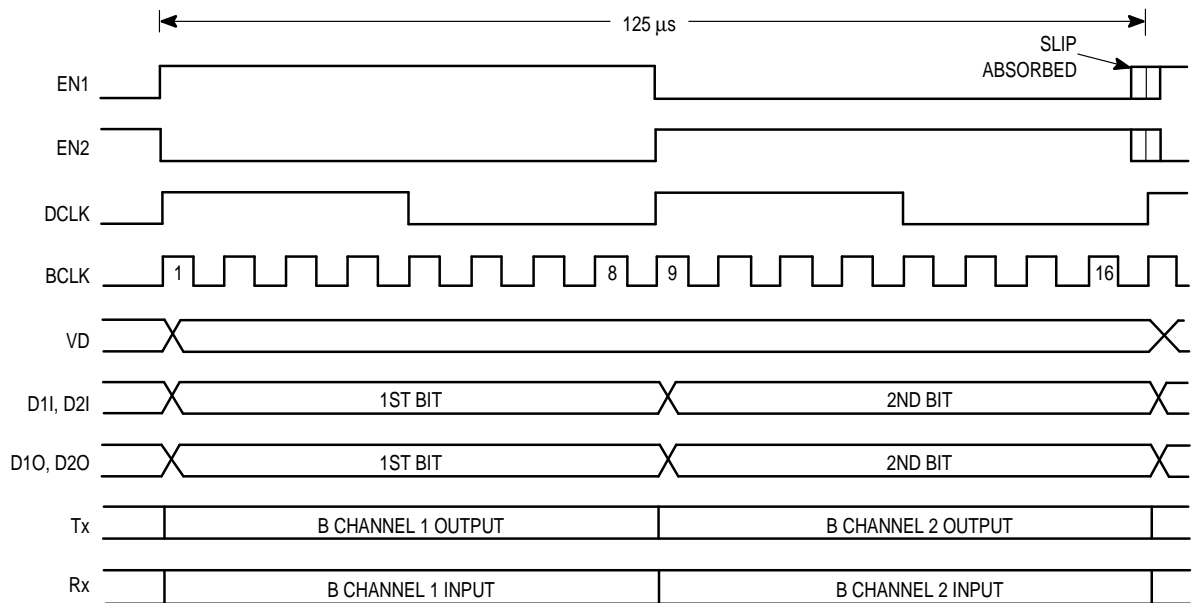 125 μs
SLIP
ABSORBED
EN1
EN2
DCLK
BCLK 1 8 9 16
VD
D1I, D2I 1ST BIT 2ND BIT
D1O, D2O 1ST BIT 2ND BIT
Tx B CHANNEL 1 OUTPUT B CHANNEL 2 OUTPUT
Rx B CHANNEL 1 INPUT B CHANNEL 2 INPUT